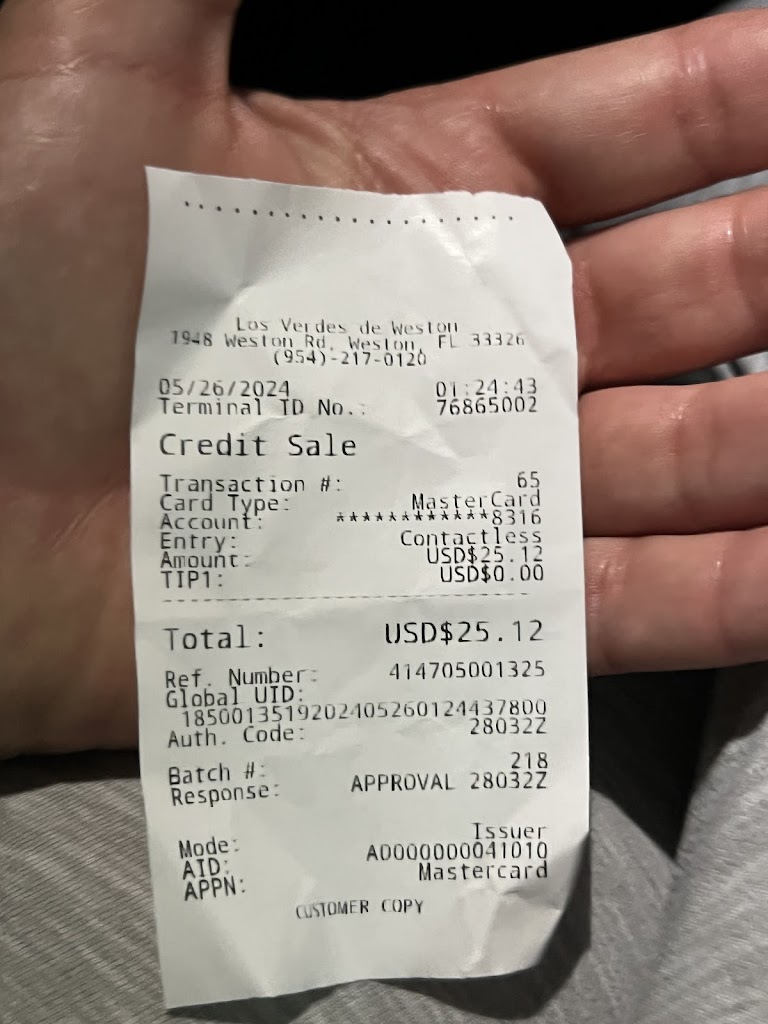 Los Verdes de Weston
1948 Weston Rd. Weston, FL 33326
(954)-217-0120
05/26/2024 01:24:43
Terminal ID No.: 76865002
Credit Sale
Transaction #: 65
Card Type: MasterCard
Account: ************8316
Entry: Contactless
Amount: USD$25.12
TIP1: USD$0.00
Total: USD$25.12
Ref. Number: 414705001325
Global UID:
1850013519202405260124437800
Auth. Code: 28032Z
Batch #: 218
Response: APPROVAL 28032Z
Mode: Issuer
AID: A0000000041010
APPN: Mastercard
CUSTOMER COPY